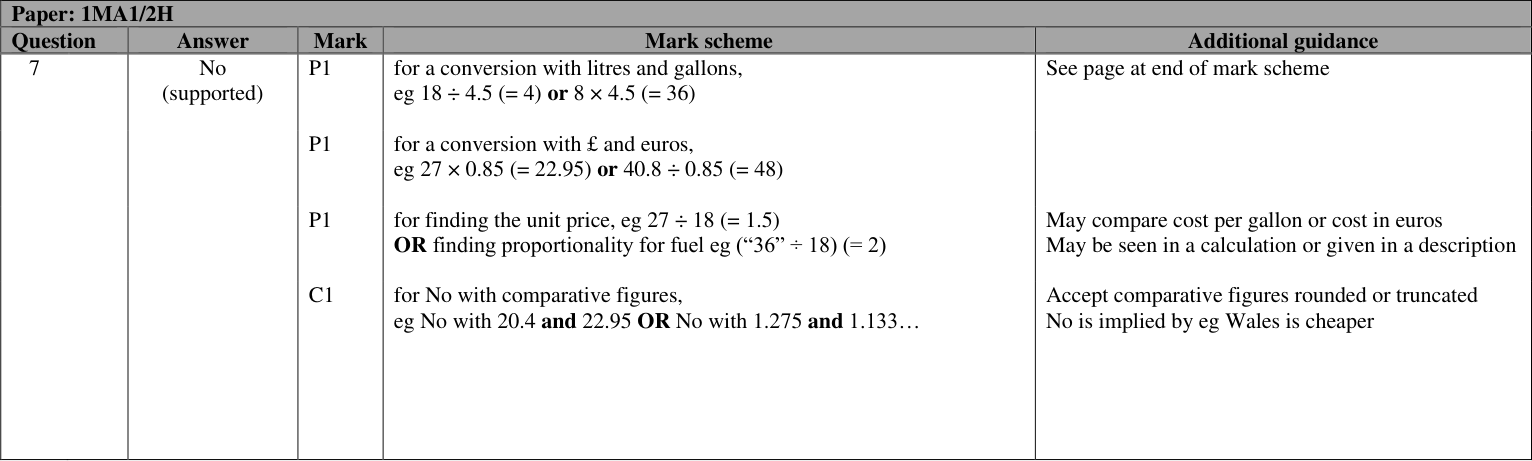 Paper: 1MA1/2H
Question Answer Mark Mark scheme Additional guidance
7 No P1 for a conversion with litres and gallons, See page at end of mark scheme
(supported) eg 18 ÷ 4.5 (= 4) or 8 × 4.5 (= 36)
P1 for a conversion with £ and euros,
eg 27 × 0.85 (= 22.95) or 40.8 ÷ 0.85 (= 48)
P1 for finding the unit price, eg 27 ÷ 18 (= 1.5) May compare cost per gallon or cost in euros
OR finding proportionality for fuel eg (“36” ÷ 18) (= 2) May be seen in a calculation or given in a description
C1 for No with comparative figures, Accept comparative figures rounded or truncated
eg No with 20.4 and 22.95 OR No with 1.275 and 1.133… No is implied by eg Wales is cheaper